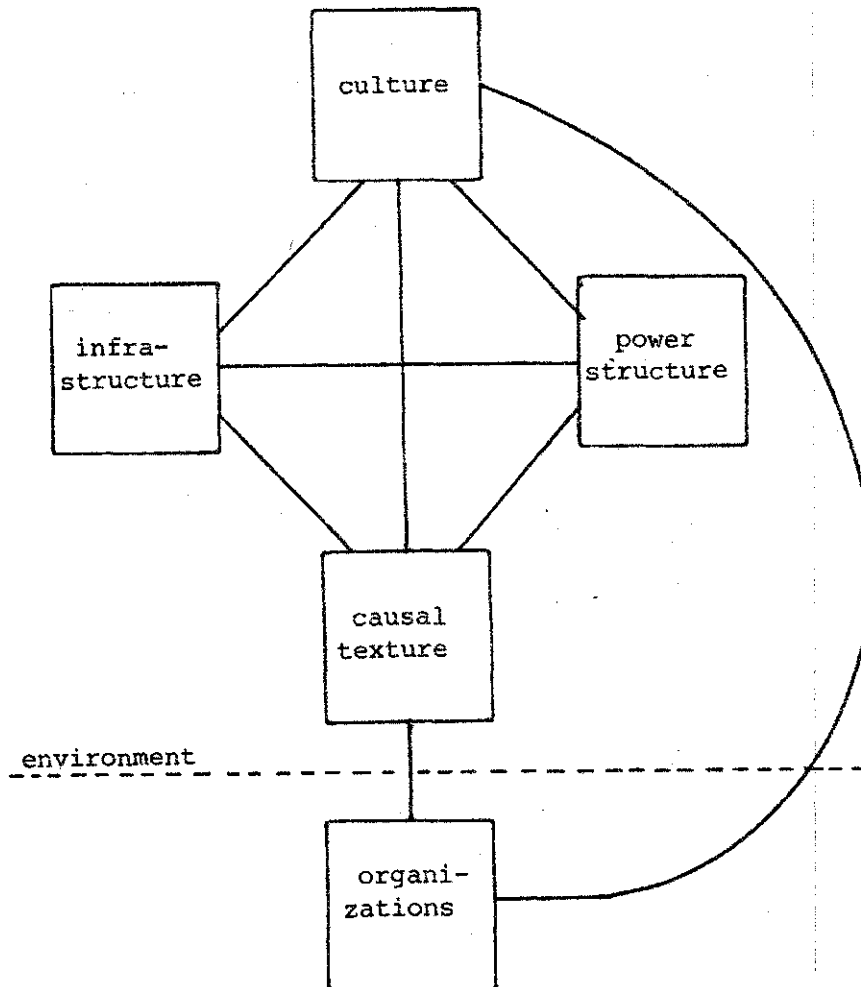 culture
infra-
structure
power
structure
causal
texture
environment
organi-
zations